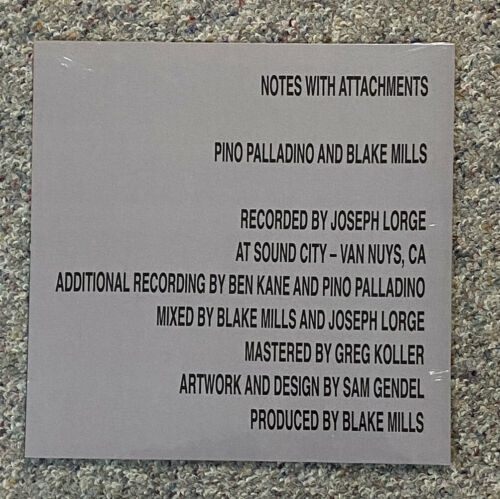 NOTES WITH ATTACHMENTS
PINO PALLADINO AND BLAKE MILLS
RECORDED BY JOSEPH LORGE
AT SOUND CITY – VAN NUYS, CA
ADDITIONAL RECORDING BY BEN KANE AND PINO PALLADINO
MIXED BY BLAKE MILLS AND JOSEPH LORGE
MASTERED BY GREG KOLLER
ARTWORK AND DESIGN BY SAM GENDEL
PRODUCED BY BLAKE MILLS